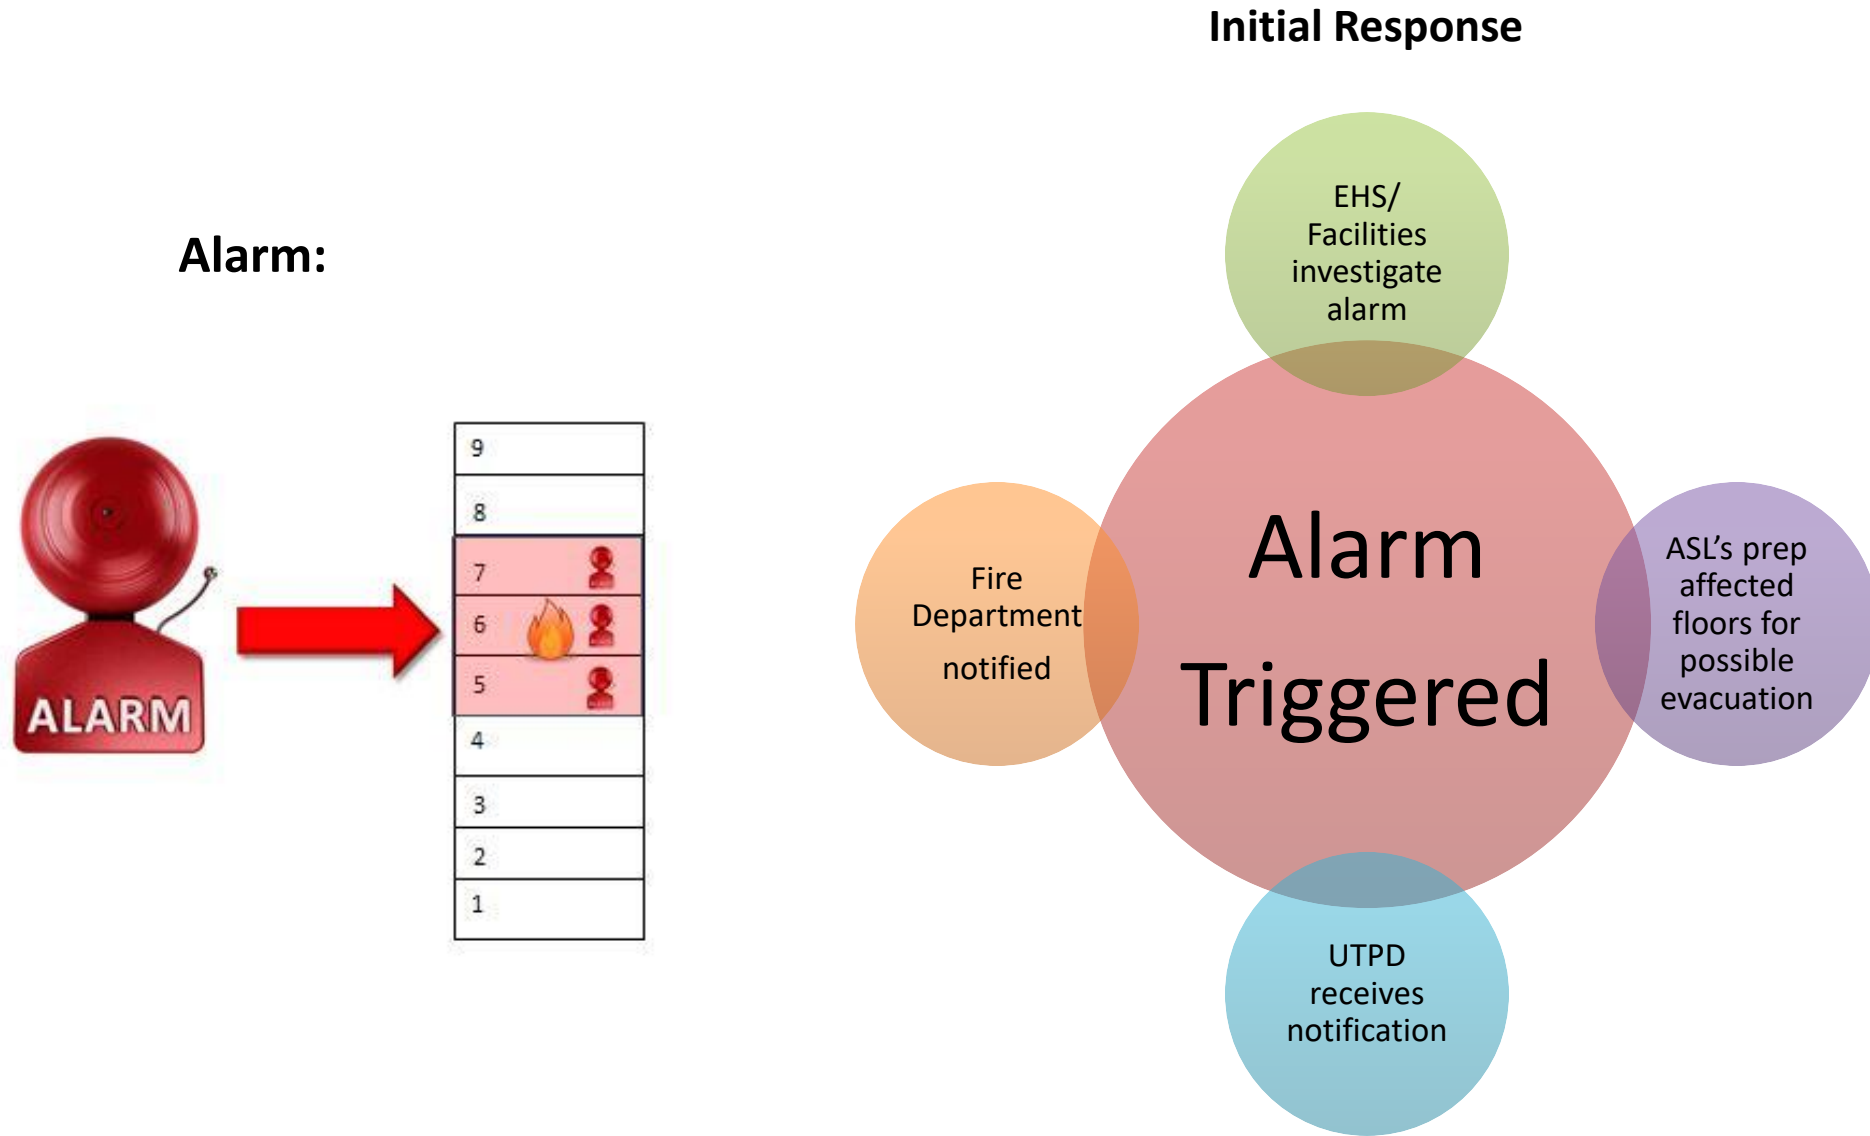 Initial Response
Alarm:
ALARM
9
8
7
6
5
4
3
2
1
EHS/
Facilities
investigate
alarm
Fire
Department
notified
Alarm
Triggered
ASL’s prep
affected
floors for
possible
evacuation
UTPD
receives
notification